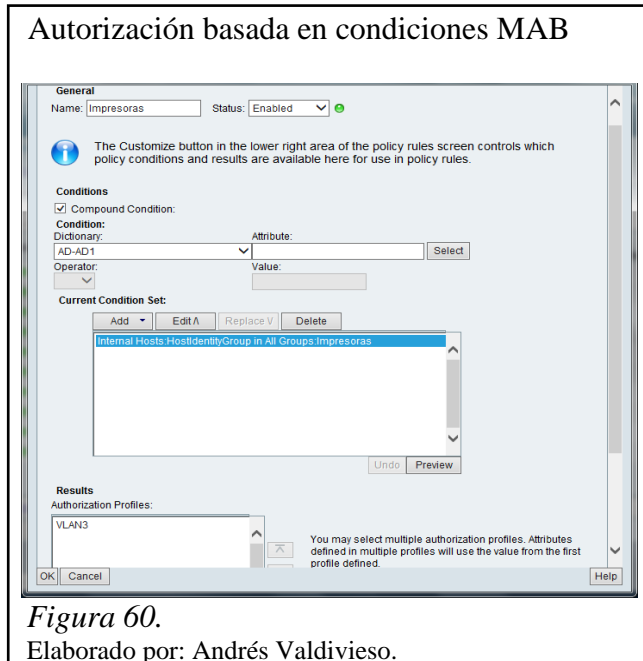 Autorización basada en condiciones MAB
General
Name: Impresoras Status: Enabled
The Customize button in the lower right area of the policy rules screen controls which
policy conditions and results are available here for use in policy rules.
Conditions
Compound Condition:
Condition:
Dictionary: Attribute:
AD-AD1 Select
Operator: Value:
Current Condition Set:
Add Edit /\ Replace V Delete
Internal Hosts:HostIdentityGroup in All Groups:Impresoras
Undo Preview
Results
Authorization Profiles:
VLAN3
You may select multiple authorization profiles. Attributes
defined in multiple profiles will use the value from the first
profile defined.
OK Cancel Help
Figura 60.
Elaborado por: Andrés Valdivieso.